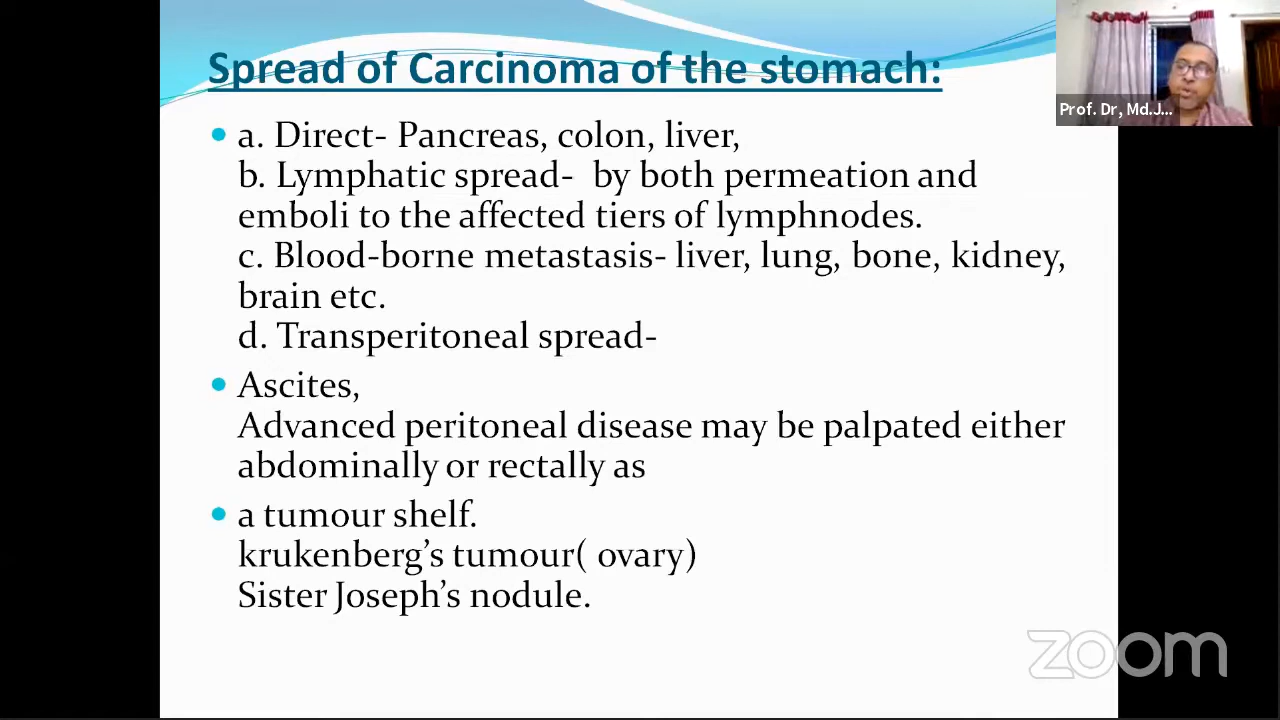 Spread of Carcinoma of the stomach:
Prof. Dr, Md.J...
• a. Direct- Pancreas, colon, liver,
b. Lymphatic spread-  by both permeation and
emboli to the affected tiers of lymphnodes.
c. Blood-borne metastasis- liver, lung, bone, kidney,
brain etc.
d. Transperitoneal spread-
• Ascites,
Advanced peritoneal disease may be palpated either
abdominally or rectally as
• a tumour shelf.
krukenberg's tumour( ovary)
Sister Joseph's nodule.
zoom